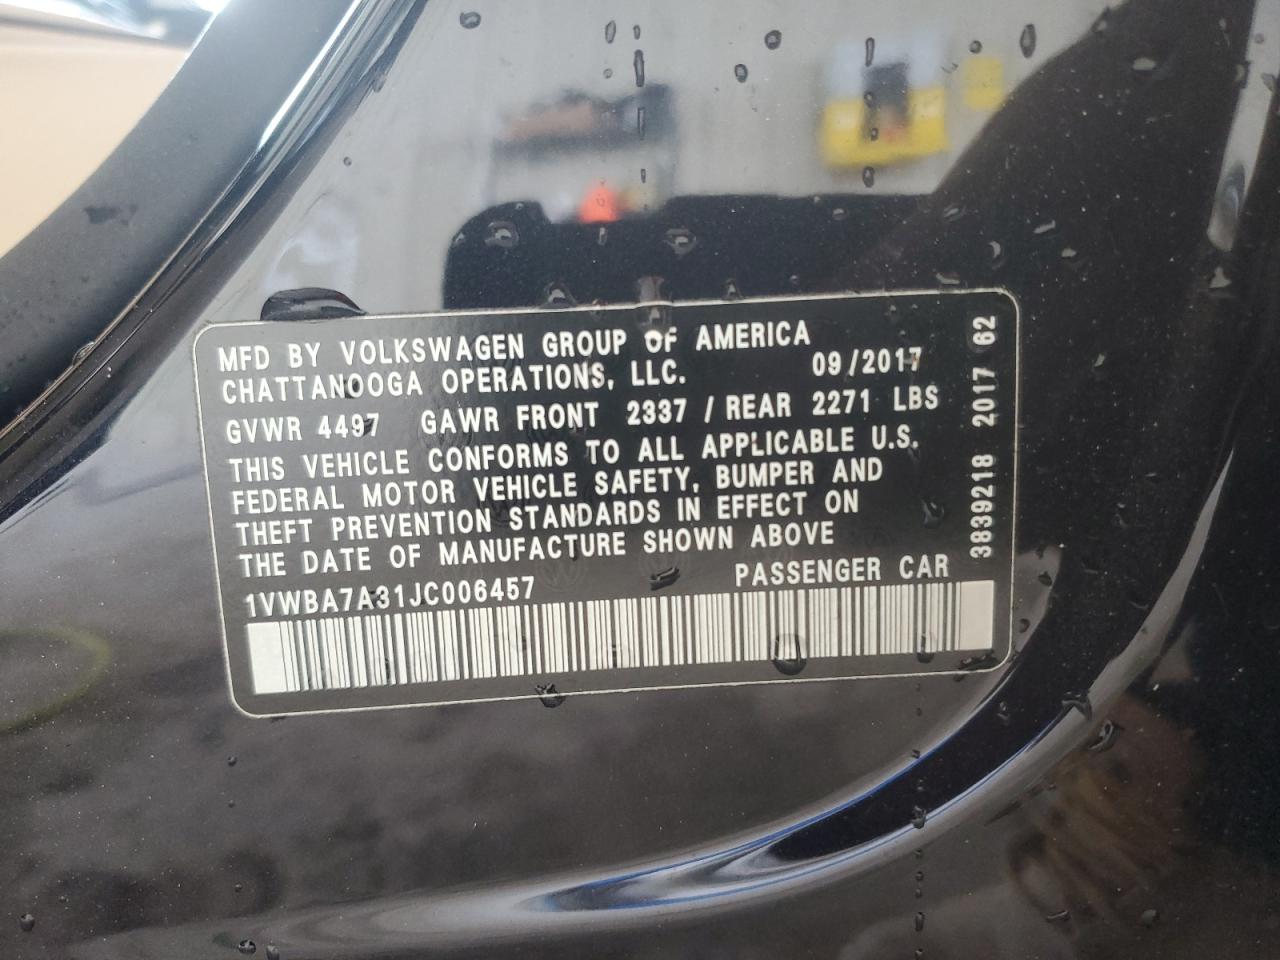 MFD BY VOLKSWAGEN GROUP OF AMERICA
CHATTANOOGA OPERATIONS, LLC. 09/2017
GVWR 4497 GAWR FRONT 2337 / REAR 2271 LBS
THIS VEHICLE CONFORMS TO ALL APPLICABLE U.S.
FEDERAL MOTOR VEHICLE SAFETY, BUMPER AND
THEFT PREVENTION STANDARDS IN EFFECT ON
THE DATE OF MANUFACTURE SHOWN ABOVE
1VWBA7A31JC006457 PASSENGER CAR
3839218 2017 62